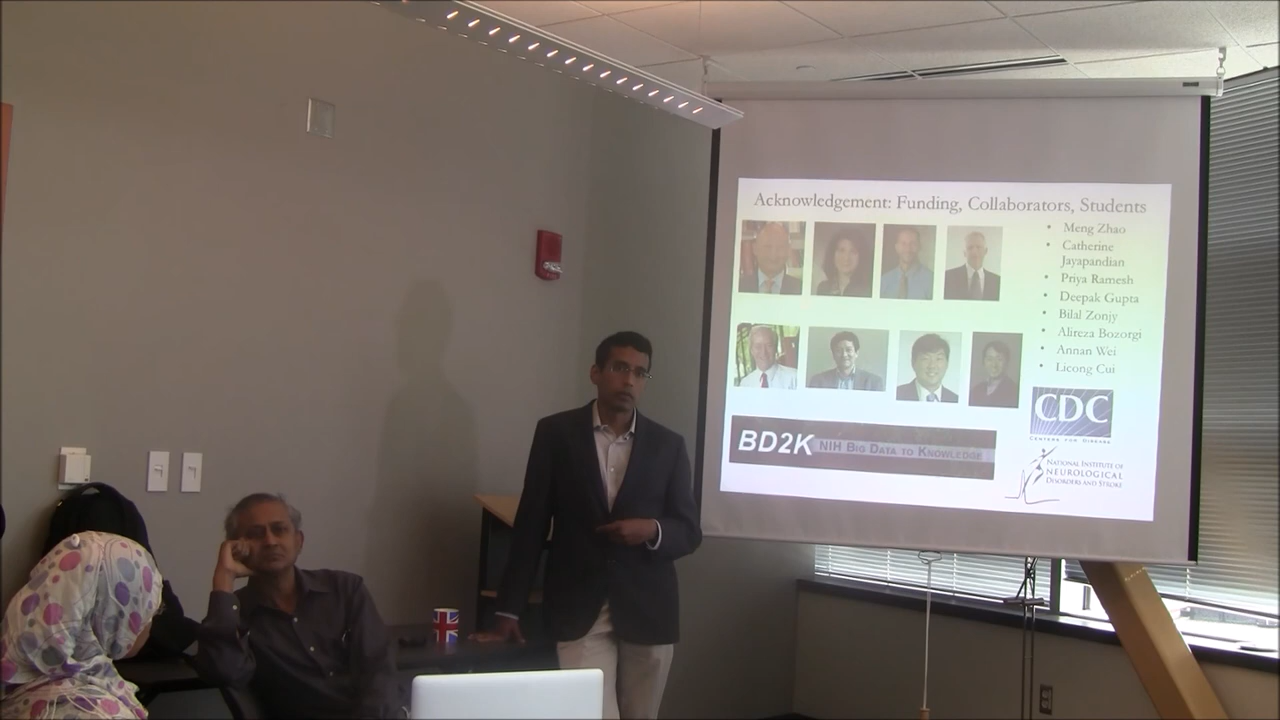 Acknowledgement: Funding, Collaborators, Students
• Meng Zhao
• Catherine
Jayapandian
• Priya Ramesh
• Deepak Gupta
• Bilal Zonjy
• Alireza Bozorgi
• Annan Wei
• Licong Cui
CDC
CENTERS FOR DISEASE
BD2K NIH BIG DATA TO KNOWLEDGE
NATIONAL INSTITUTE OF
NEUROLOGICAL
DISORDERS AND STROKE